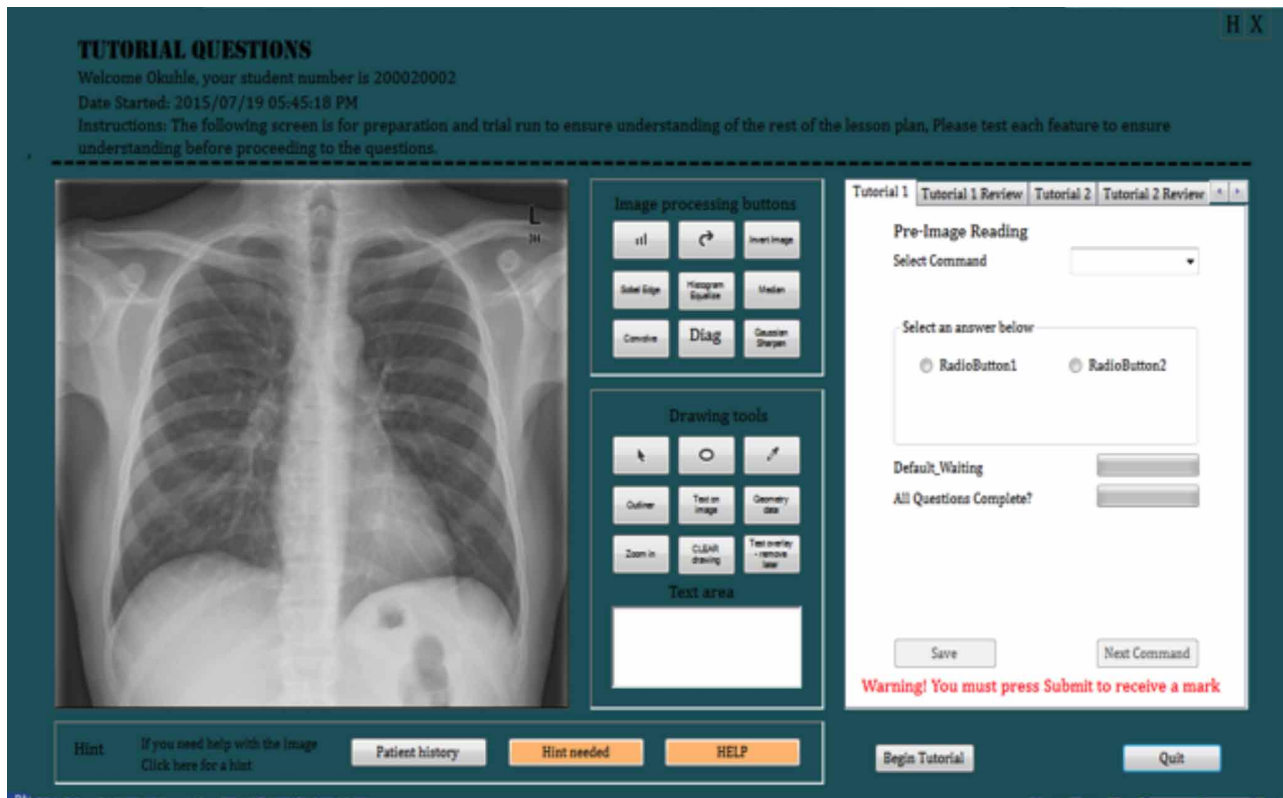 H X
TUTORIAL QUESTIONS
Welcome Okuhle, your student number is 200020002
Date Started: 2015/07/19 05:45:18 PM
Instructions: The following screen is for preparation and trial run to ensure understanding of the rest of the lesson plan, Please test each feature to ensure
understanding before proceeding to the questions.
L
Image processing buttons
Invert Image
Sobel Edge
Histogram
Equalize
Median
Convolve
Diag
Gaussian
Sharpen
Drawing tools
Outliner
Text on
image
Geometry
data
Zoom in
CLEAR
drawing
Text overlay
- remove
later
Text area
Tutorial 1
Tutorial 1 Review
Tutorial 2
Tutorial 2 Review
Pre-Image Reading
Select Command
Select an answer below
RadioButton1
RadioButton2
Default_Waiting
All Questions Complete?
Save
Next Command
Warning! You must press Submit to receive a mark
Hint
If you need help with the image
Click here for a hint
Patient history
Hint needed
HELP
Begin Tutorial
Quit